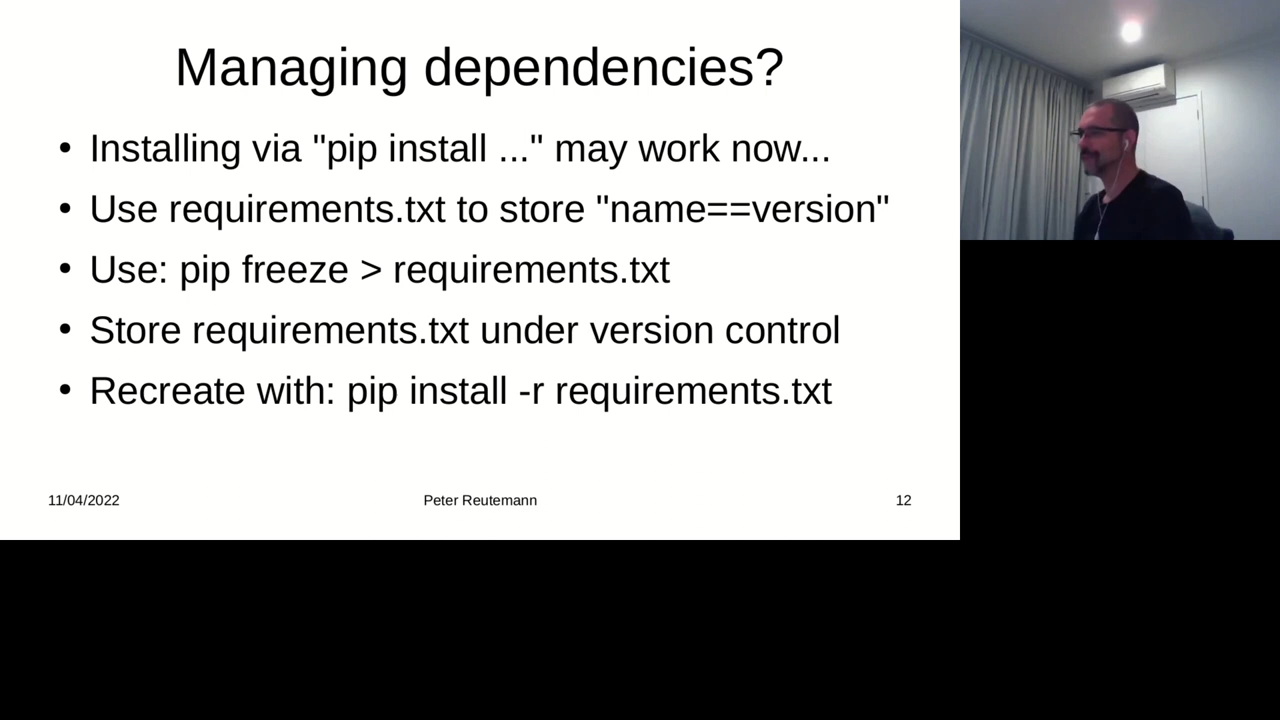 Managing dependencies?
• Installing via "pip install ..." may work now...
• Use requirements.txt to store "name==version"
• Use: pip freeze > requirements.txt
• Store requirements.txt under version control
• Recreate with: pip install -r requirements.txt
11/04/2022 Peter Reutemann 12